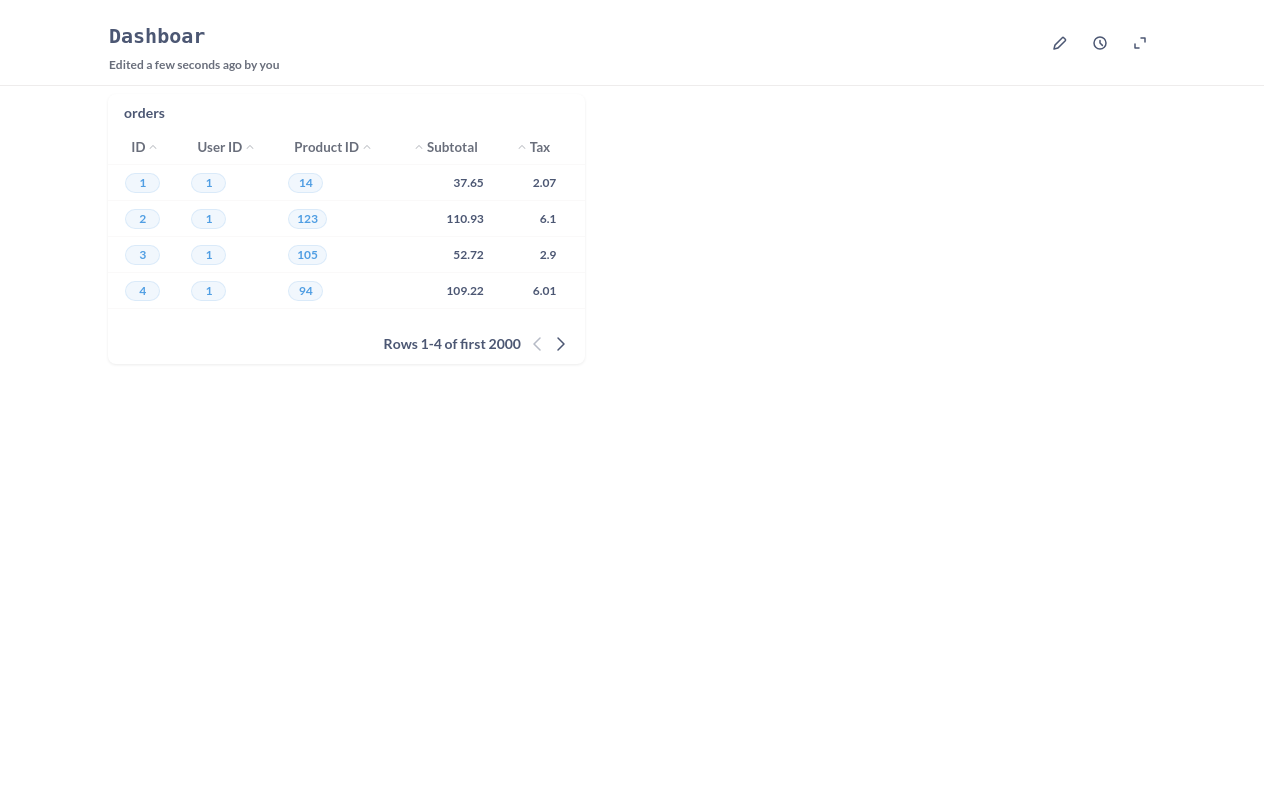 Dashboar
Edited a few seconds ago by you
orders
ID User ID Product ID Subtotal Tax
1 1 14 37.65 2.07
2 1 123 110.93 6.1
3 1 105 52.72 2.9
4 1 94 109.22 6.01
Rows 1-4 of first 2000